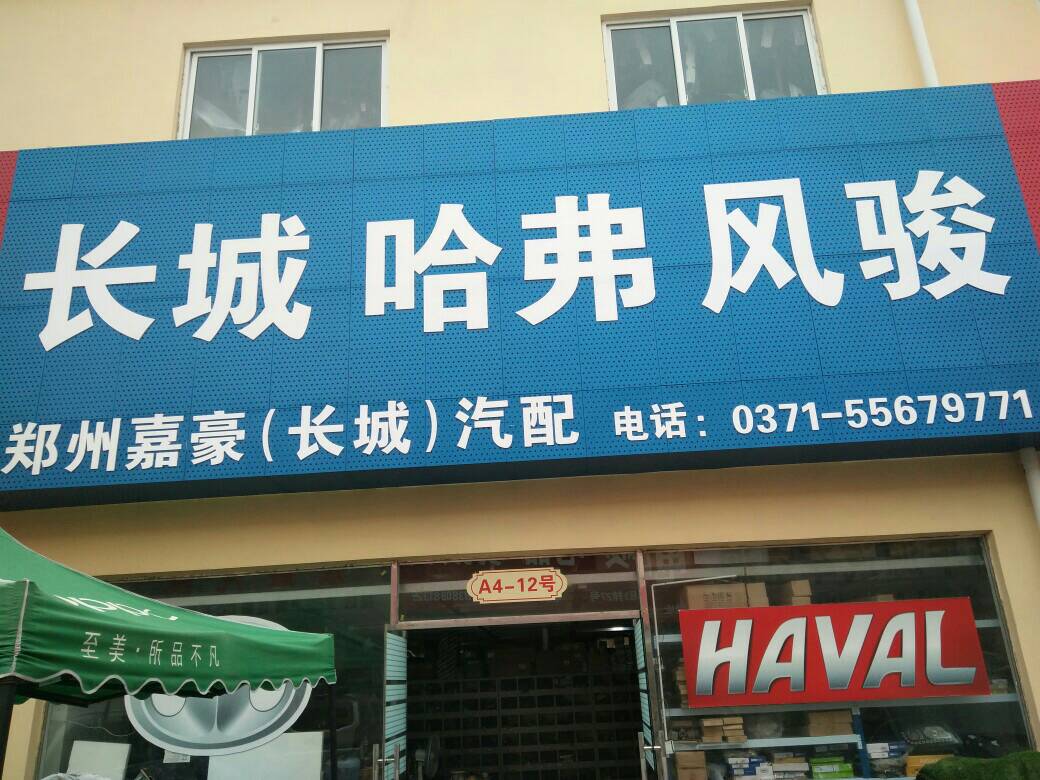 长城 哈弗 风骏
郑州嘉豪(长城)汽配 电话: 0371-55679771
A4-12号
HAVAL
至美·所品不凡